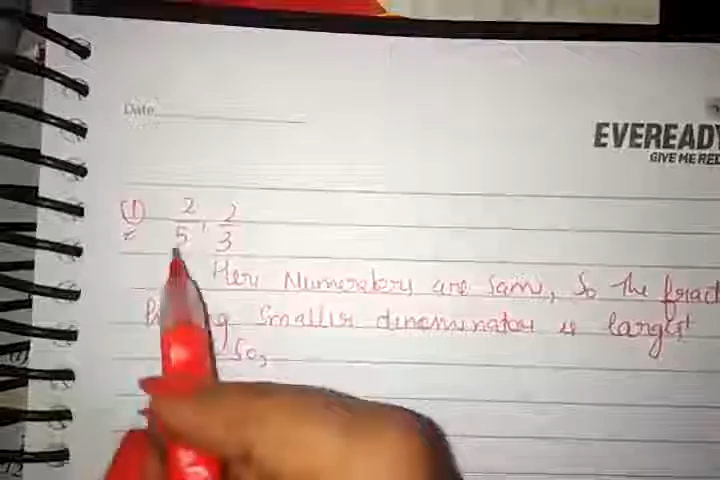 Date
EVEREADY
GIVE ME RED
(1) 2/5, 2/3
Here Numerators are same, So the fract
smaller denominator is largest
So,